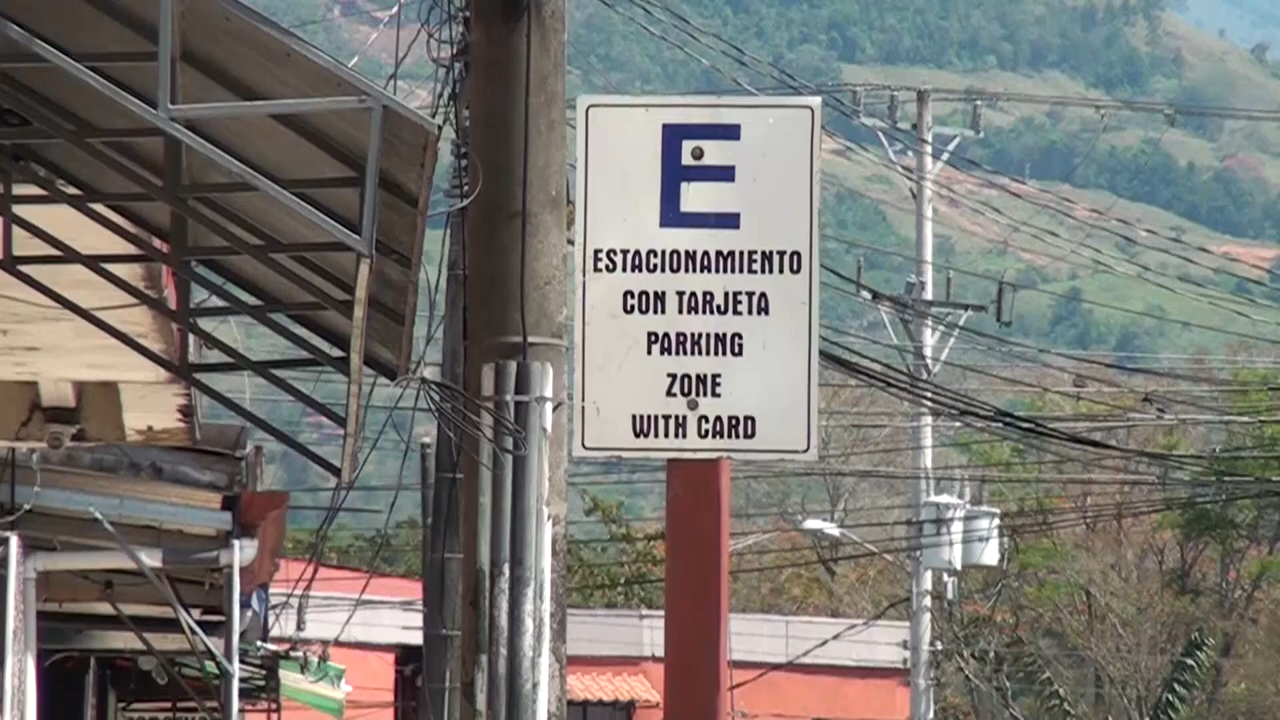 E
ESTACIONAMIENTO
CON TARJETA
PARKING
ZONE
WITH CARD